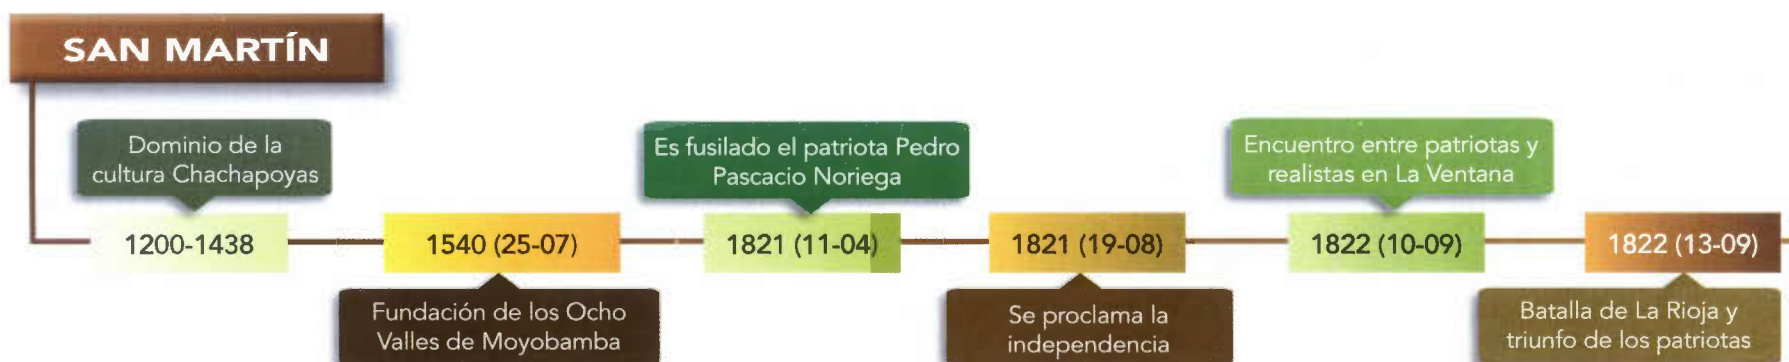 SAN MARTÍN
Dominio de la
cultura Chachapoyas
1200-1438
1540 (25-07)
Fundación de los Ocho
Valles de Moyobamba
Es fusilado el patriota Pedro
Pascacio Noriega
1821 (11-04)
1821 (19-08)
Se proclama la
independencia
Encuentro entre patriotas y
realistas en La Ventana
1822 (10-09)
1822 (13-09)
Batalla de La Rioja y
triunfo de los patriotas